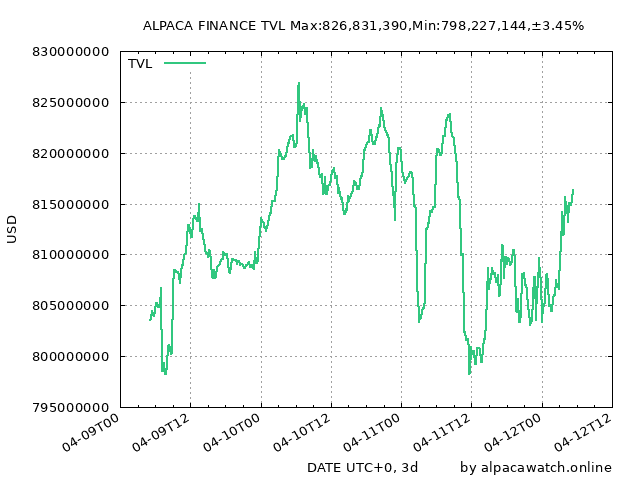 ALPACA FINANCE TVL Max:826,831,390,Min:798,227,144,±3.45%
830000000
TVL
825000000
820000000
815000000
USD
810000000
805000000
800000000
795000000
04-09T00
04-09T12
04-10T00
04-10T12
04-11T00
04-11T12
04-12T00
04-12T12
DATE UTC+0, 3d
by alpacawatch.online